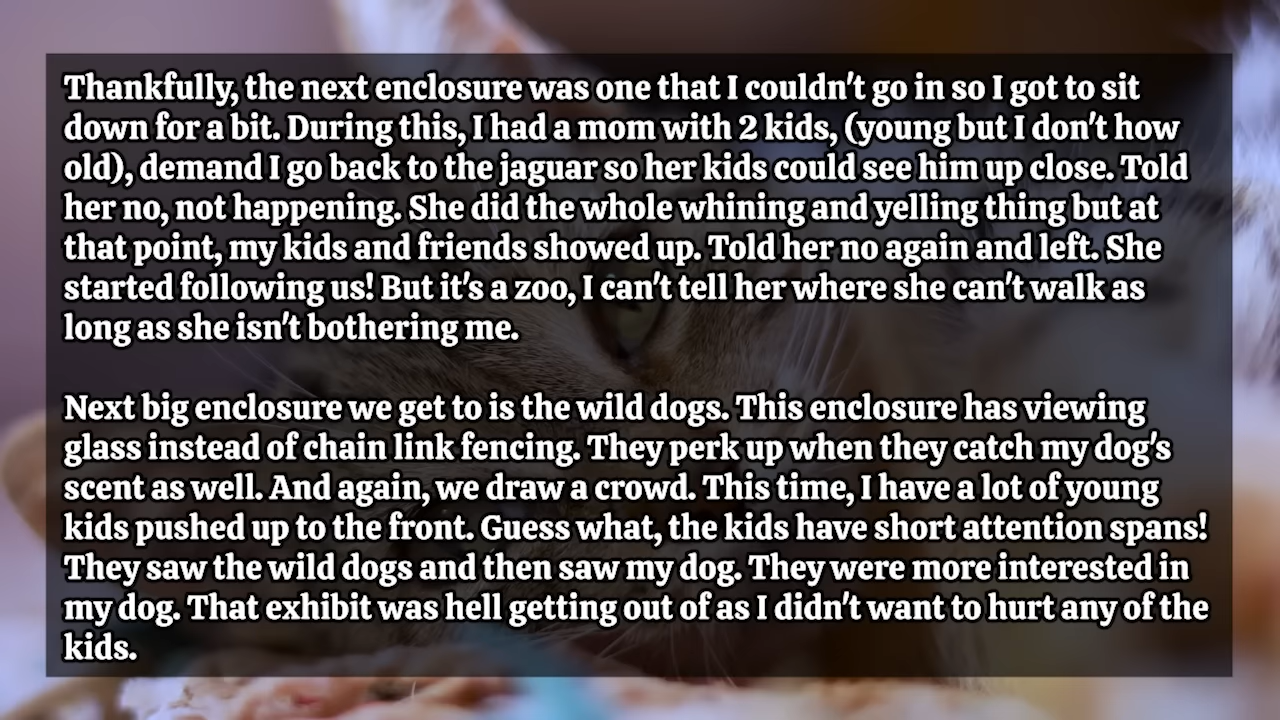 Thankfully, the next enclosure was one that I couldn't go in so I got to sit
down for a bit. During this, I had a mom with 2 kids, (young but I don't how
old), demand I go back to the jaguar so her kids could see him up close. Told
her no, not happening. She did the whole whining and yelling thing but at
that point, my kids and friends showed up. Told her no again and left. She
started following us! But it's a zoo, I can't tell her where she can't walk as
long as she isn't bothering me.
Next big enclosure we get to is the wild dogs. This enclosure has viewing
glass instead of chain link fencing. They perk up when they catch my dog's
scent as well. And again, we draw a crowd. This time, I have a lot of young
kids pushed up to the front. Guess what, the kids have short attention spans!
They saw the wild dogs and then saw my dog. They were more interested in
my dog. That exhibit was hell getting out of as I didn't want to hurt any of the
kids.